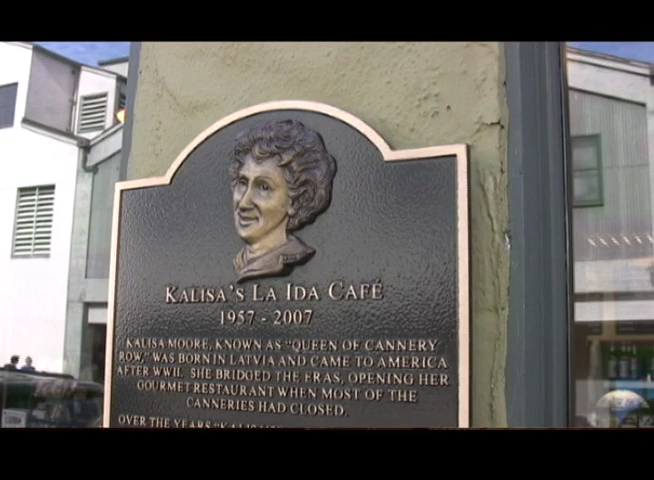 KALISA'S LA IDA CAFÉ
1957 - 2007
KALISA MOORE, KNOWN AS "QUEEN OF CANNERY
ROW," WAS BORN IN LATVIA AND CAME TO AMERICA
AFTER WWII. SHE BRIDGED THE ERAS, OPENING HER
GOURMET RESTAURANT WHEN MOST OF THE
CANNERIES HAD CLOSED.
OVER THE YEARS